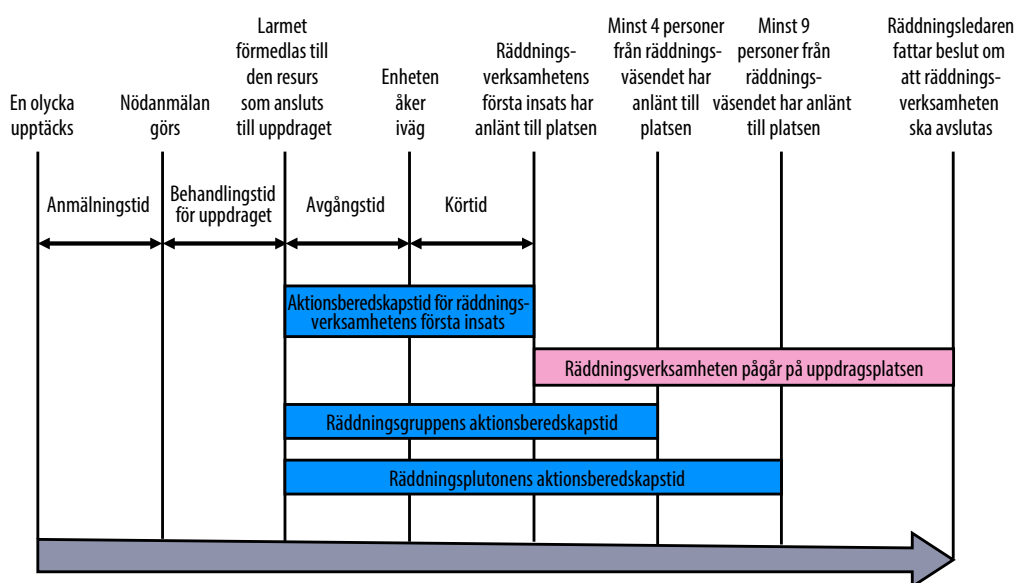 En olycka
upptäcks
Nödanmälan
görs
Larmet
förmedlas till
den resurs
som ansluts
till uppdraget
Enheten
åker
iväg
Räddnings-
verksamhetens
första insats har
anlänt till platsen
Minst 4 personer
från räddnings-
väsendet har
anlänt till
platsen
Minst 9
personer från
räddnings-
väsendet har anlänt
till platsen
Räddningsledaren
fattar beslut om
att räddnings-
verksamheten
ska avslutas
Anmälningstid
Behandlingstid
för uppdraget
Avgångstid
Körtid
Aktionsberedskapstid för räddnings-
verksamhetens första insats
Räddningsverksamheten pågår på uppdragsplatsen
Räddningsgruppens aktionsberedskapstid
Räddningsplutonens aktionsberedskapstid